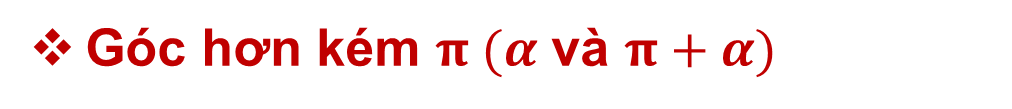 ❖ Góc hơn kém π (α và π + α)